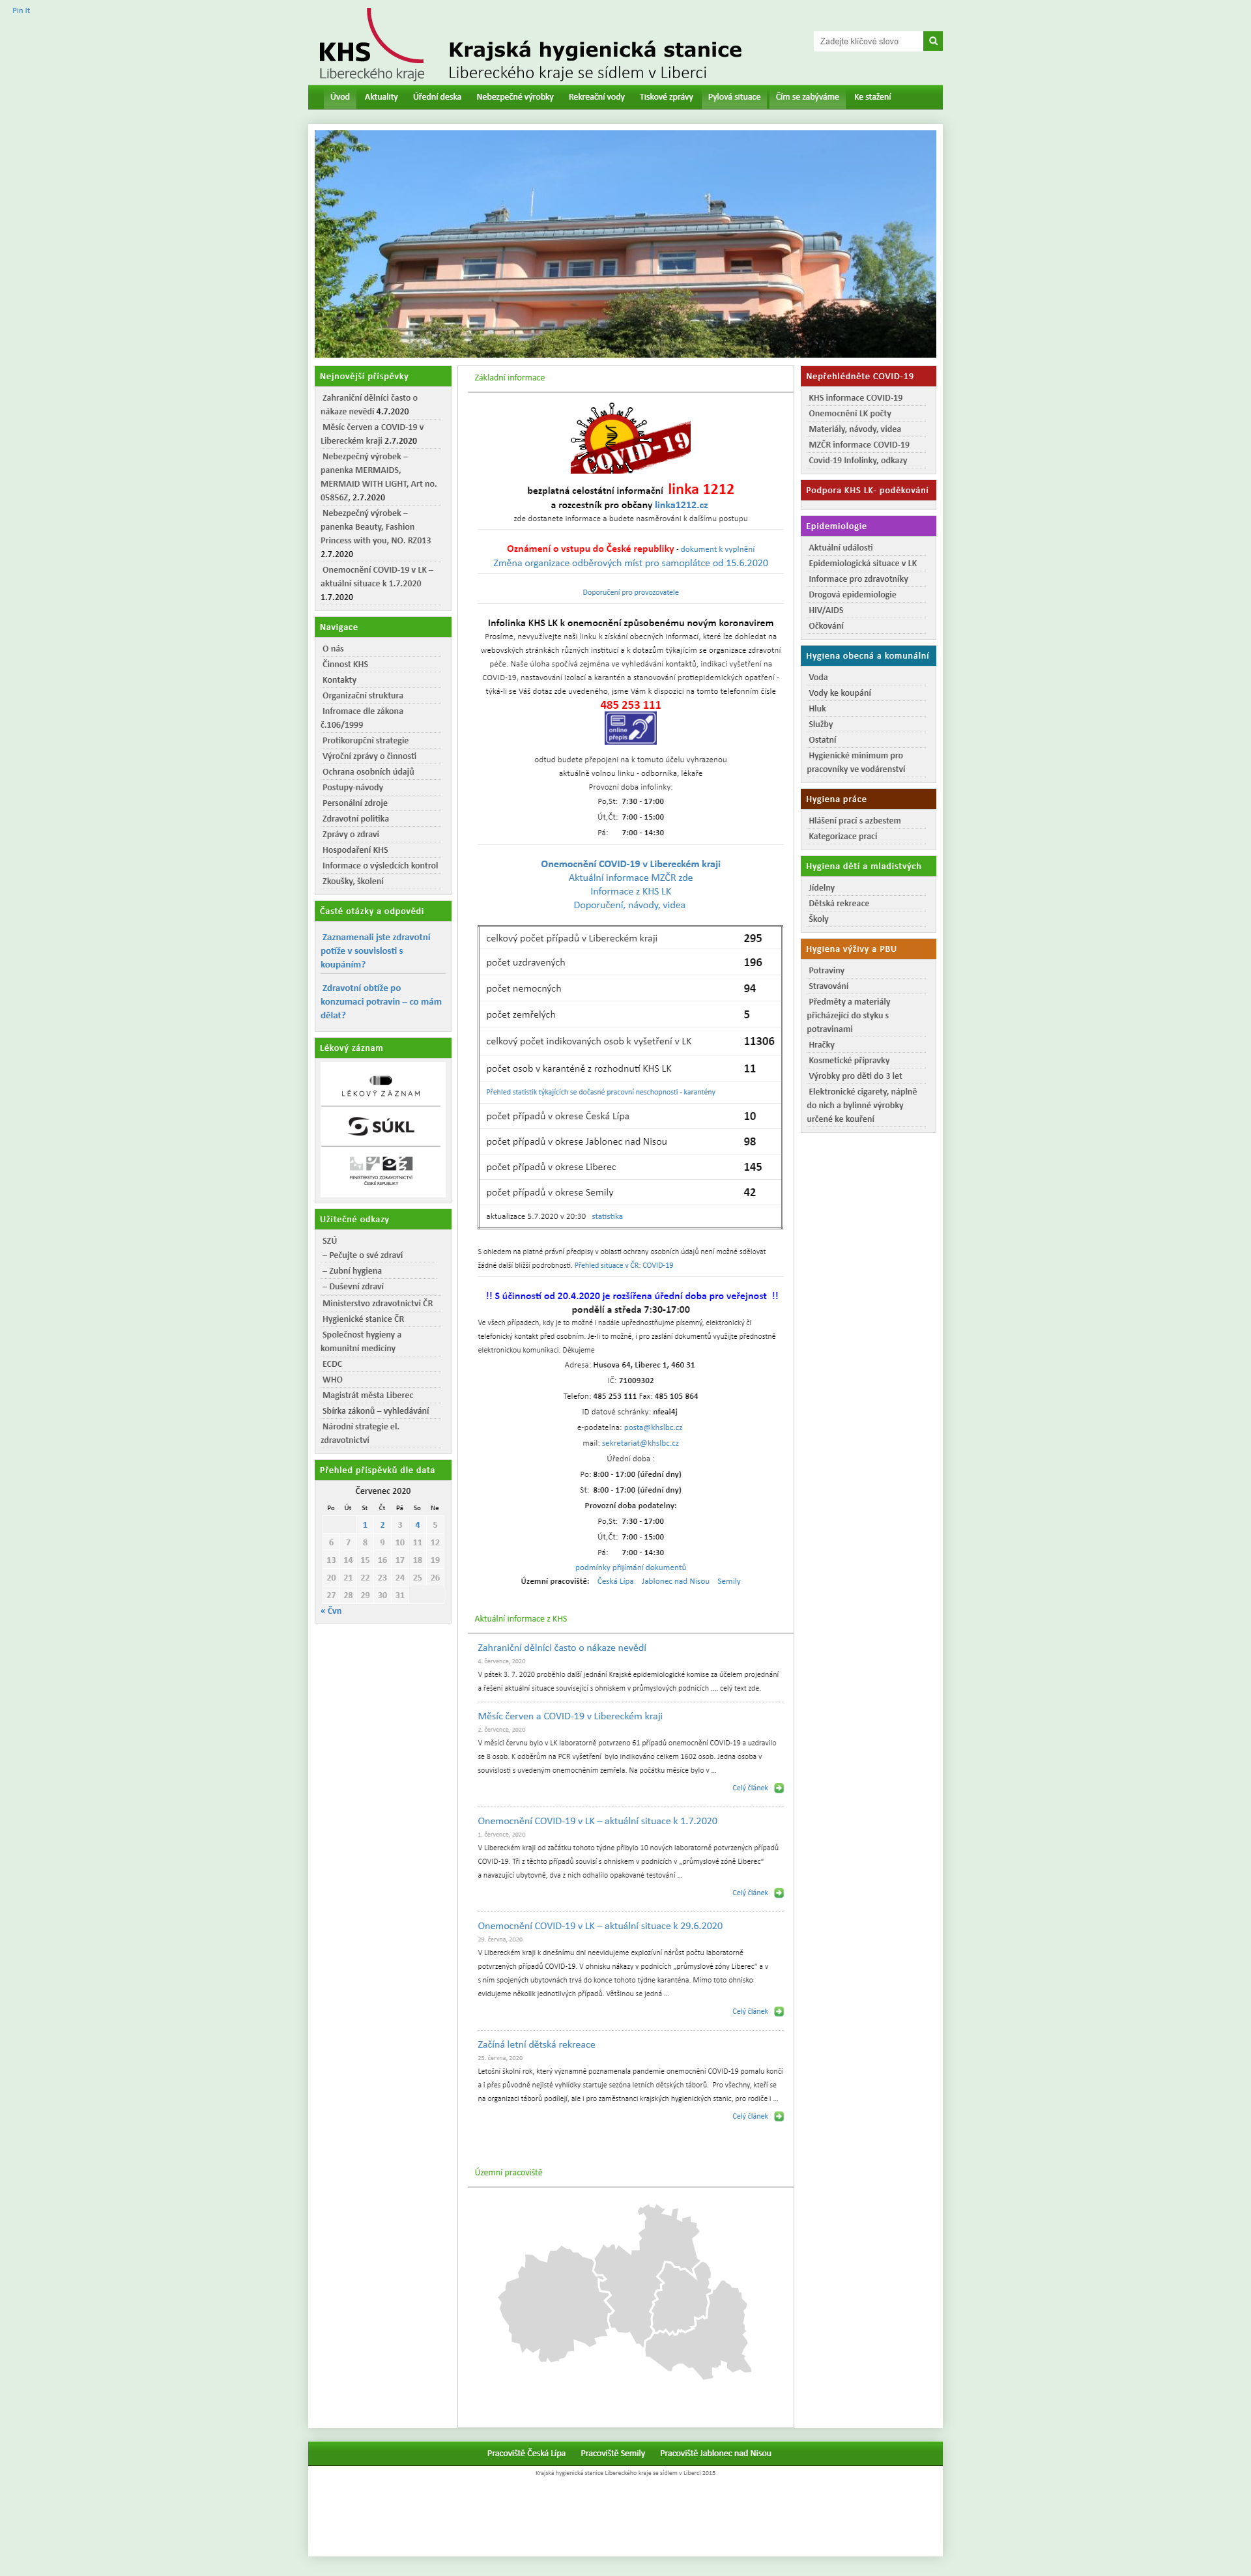 Pin It
KHS
Libereckého kraje
Krajská hygienická stanice
Libereckého kraje se sídlem v Liberci
Zadejte klíčové slovo
Úvod Aktuality Úřední deska Nebezpečné výrobky Rekreační vody Tiskové zprávy Pylová situace Čím se zabýváme Ke stažení
Nejnovější příspěvky
Zahraniční dělníci často o
nákaze nevědí 4.7.2020
Měsíc červen a COVID-19 v
Libereckém kraji 2.7.2020
Nebezpečný výrobek –
panenka MERMAIDS,
MERMAID WITH LIGHT, Art no.
05856Z, 2.7.2020
Nebezpečný výrobek –
panenka Beauty, Fashion
Princess with you, NO. RZ013
2.7.2020
Onemocnění COVID-19 v LK –
aktuální situace k 1.7.2020
1.7.2020
Navigace
O nás
Činnost KHS
Kontakty
Organizační struktura
Infromace dle zákona
č.106/1999
Protikorupční strategie
Výroční zprávy o činnosti
Ochrana osobních údajů
Postupy-návody
Personální zdroje
Zdravotní politika
Zprávy o zdraví
Hospodaření KHS
Informace o výsledcích kontrol
Zkoušky, školení
Časté otázky a odpovědi
Zaznamenali jste zdravotní
potíže v souvislosti s
koupáním?
Zdravotní obtíže po
konzumaci potravin – co mám
dělat?
Lékový záznam
LĒKOVÝ ZÁZNAM
SÚKL
MINISTERSTVO ZDRAVOTNICTVÍ
ČESKÉ REPUBLIKY
Užitečné odkazy
SZÚ
– Pečujte o své zdraví
– Zubní hygiena
– Duševní zdraví
Ministerstvo zdravotnictví ČR
Hygienické stanice ČR
Společnost hygieny a
komunitní medicíny
ECDC
WHO
Magistrát města Liberec
Sbírka zákonů – vyhledávání
Národní strategie el.
zdravotnictví
Přehled příspěvků dle data
Červenec 2020
Po Út St Čt Pá So Ne
1 2 3 4 5
6 7 8 9 10 11 12
13 14 15 16 17 18 19
20 21 22 23 24 25 26
27 28 29 30 31
« Čvn
Základní informace
COVID-19
bezplatná celostátní informační linka 1212
a rozcestník pro občany linka1212.cz
zde dostanete informace a budete nasměrováni k dalšímu postupu
Oznámení o vstupu do České republiky - dokument k vyplnění
Změna organizace odběrových míst pro samoplátce od 15.6.2020
Doporučení pro provozovatele
Infolinka KHS LK k onemocnění způsobenému novým koronavirem
Prosíme, nevyužívejte naši linku k získání obecných informací, které lze dohledat na
webovských stránkách různých institucí a k dotazům týkajícím se organizace zdravotní
péče. Naše úloha spočívá zejména ve vyhledávání kontaktů, indikaci vyšetření na
COVID-19, nastavování izolací a karantén a stanovování protiepidemických opatření -
týká-li se Váš dotaz zde uvedeného, jsme Vám k dispozici na tomto telefonním čísle
485 253 111
online
přepis
odtud budete přepojeni na k tomuto účelu vyhrazenou
aktuálně volnou linku - odborníka, lékaře
Provozní doba infolinky:
Po,St: 7:30 - 17:00
Út,Čt: 7:00 - 15:00
Pá: 7:00 - 14:30
Onemocnění COVID-19 v Libereckém kraji
Aktuální informace MZČR zde
Informace z KHS LK
Doporučení, návody, videa
celkový počet případů v Libereckém kraji 295
počet uzdravených 196
počet nemocných 94
počet zemřelých 5
celkový počet indikovaných osob k vyšetření v LK 11306
počet osob v karanténě z rozhodnutí KHS LK 11
Přehled statistik týkajících se dočasné pracovní neschopnosti - karantény
počet případů v okrese Česká Lípa 10
počet případů v okrese Jablonec nad Nisou 98
počet případů v okrese Liberec 145
počet případů v okrese Semily 42
aktualizace 5.7.2020 v 20:30 statistika
S ohledem na platné právní předpisy v oblasti ochrany osobních údajů není možné sdělovat
žádné další bližší podrobnosti. Přehled situace v ČR: COVID-19
!! S účinností od 20.4.2020 je rozšířena úřední doba pro veřejnost !!
pondělí a středa 7:30-17:00
Ve všech případech, kdy je to možné i nadále upřednostňujme písemný, elektronický či
telefonický kontakt před osobním. Je-li to možné, i pro zaslání dokumentů využijte přednostně
elektronickou komunikaci. Děkujeme
Adresa: Husova 64, Liberec 1, 460 31
IČ: 71009302
Telefon: 485 253 111 Fax: 485 105 864
ID datové schránky: nfeai4j
e-podatelna: posta@khslbc.cz
mail: sekretariat@khslbc.cz
Úřední doba :
Po: 8:00 - 17:00 (úřední dny)
St: 8:00 - 17:00 (úřední dny)
Provozní doba podatelny:
Po,St: 7:30 - 17:00
Út,Čt: 7:00 - 15:00
Pá: 7:00 - 14:30
podmínky přijímání dokumentů
Územní pracoviště: Česká Lípa Jablonec nad Nisou Semily
Aktuální informace z KHS
Zahraniční dělníci často o nákaze nevědí
4. července, 2020
V pátek 3. 7. 2020 proběhlo další jednání Krajské epidemiologické komise za účelem projednání
a řešení aktuální situace související s ohniskem v průmyslových podnicích .... celý text zde.
Měsíc červen a COVID-19 v Libereckém kraji
2. července, 2020
V měsíci červnu bylo v LK laboratorně potvrzeno 61 případů onemocnění COVID-19 a uzdravilo
se 8 osob. K odběrům na PCR vyšetření bylo indikováno celkem 1602 osob. Jedna osoba v
souvislosti s uvedeným onemocněním zemřela. Na počátku měsíce bylo v ...
Celý článek
Onemocnění COVID-19 v LK – aktuální situace k 1.7.2020
1. července, 2020
V Libereckém kraji od začátku tohoto týdne přibylo 10 nových laboratorně potvrzených případů
COVID-19. Tři z těchto případů souvisí s ohniskem v podnicích v „průmyslové zóně Liberec“
a navazující ubytovně, dva z nich odhalilo opakované testování ...
Celý článek
Onemocnění COVID-19 v LK – aktuální situace k 29.6.2020
29. června, 2020
V Libereckém kraji k dnešnímu dni neevidujeme explozivní nárůst počtu laboratorně
potvrzených případů COVID-19. V ohnisku nákazy v podnicích „průmyslové zóny Liberec“ a v
s ním spojených ubytovnách trvá do konce tohoto týdne karanténa. Mimo toto ohnisko
evidujeme několik jednotlivých případů. Většinou se jedná ...
Celý článek
Začíná letní dětská rekreace
25. června, 2020
Letošní školní rok, který významně poznamenala pandemie onemocnění COVID-19 pomalu končí
a i přes původně nejisté vyhlídky startuje sezóna letních dětských táborů. Pro všechny, kteří se
na organizaci táborů podílejí, ale i pro zaměstnanci krajských hygienických stanic, pro rodiče i ...
Celý článek
Územní pracoviště
Nepřehlédněte COVID-19
KHS informace COVID-19
Onemocnění LK počty
Materiály, návody, videa
MZČR informace COVID-19
Covid-19 Infolinky, odkazy
Podpora KHS LK- poděkování
Epidemiologie
Aktuální události
Epidemiologická situace v LK
Informace pro zdravotníky
Drogová epidemiologie
HIV/AIDS
Očkování
Hygiena obecná a komunální
Voda
Vody ke koupání
Hluk
Služby
Ostatní
Hygienické minimum pro
pracovníky ve vodárenství
Hygiena práce
Hlášení prací s azbestem
Kategorizace prací
Hygiena dětí a mladistvých
Jídelny
Dětská rekreace
Školy
Hygiena výživy a PBU
Potraviny
Stravování
Předměty a materiály
přicházející do styku s
potravinami
Hračky
Kosmetické přípravky
Výrobky pro děti do 3 let
Elektronické cigarety, náplně
do nich a bylinné výrobky
určené ke kouření
Pracoviště Česká Lípa Pracoviště Semily Pracoviště Jablonec nad Nisou
Krajská hygienická stanice Libereckého kraje se sídlem v Liberci 2015